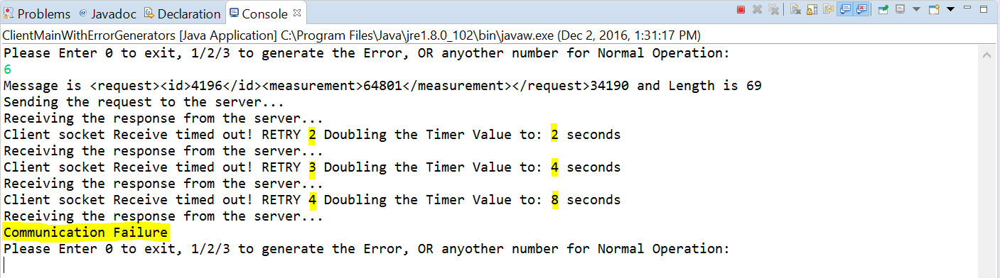 Problems @ Javadoc Declaration Console
ClientMainWithErrorGenerators [Java Application] C:\Program Files\Java\jre1.8.0_102\bin\javaw.exe (Dec 2, 2016, 1:31:17 PM)
Please Enter 0 to exit, 1/2/3 to generate the Error, OR anyother number for Normal Operation:
6
Message is <request><id>4196</id><measurement>64801</measurement></request>34190 and Length is 69
Sending the request to the server...
Receiving the response from the server...
Client socket Receive timed out! RETRY 2 Doubling the Timer Value to: 2 seconds
Receiving the response from the server...
Client socket Receive timed out! RETRY 3 Doubling the Timer Value to: 4 seconds
Receiving the response from the server...
Client socket Receive timed out! RETRY 4 Doubling the Timer Value to: 8 seconds
Receiving the response from the server...
Communication Failure
Please Enter 0 to exit, 1/2/3 to generate the Error, OR anyother number for Normal Operation: